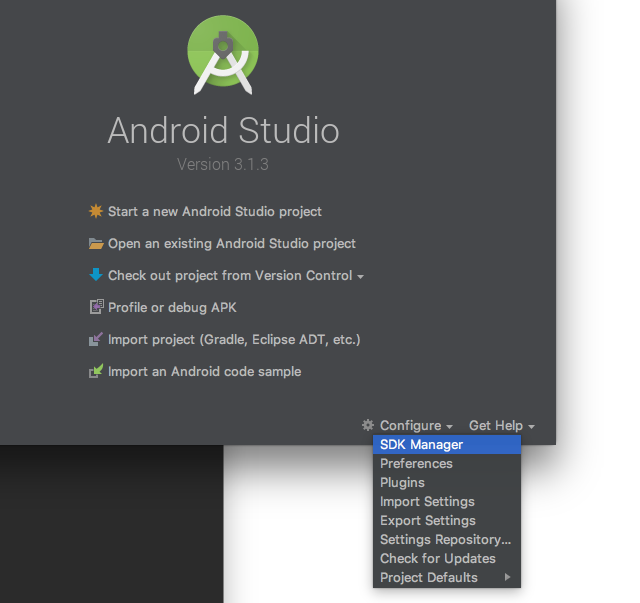 Android Studio
Version 3.1.3
Start a new Android Studio project
Open an existing Android Studio project
Check out project from Version Control
Profile or debug APK
Import project (Gradle, Eclipse ADT, etc.)
Import an Android code sample
Configure Get Help
SDK Manager
Preferences
Plugins
Import Settings
Export Settings
Settings Repository...
Check for Updates
Project Defaults